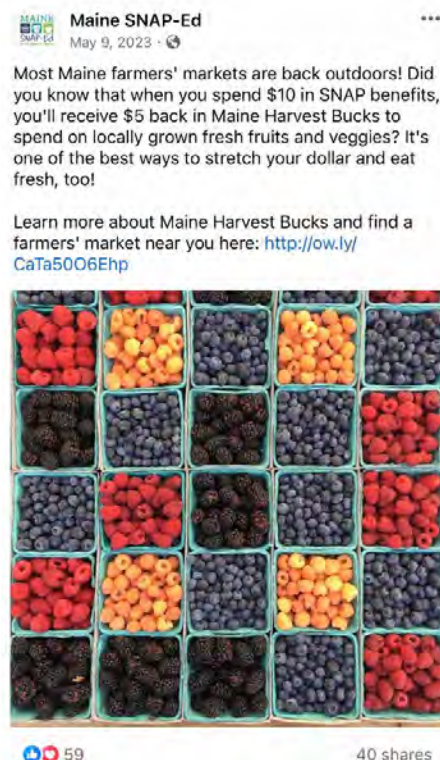 MAINE
SNAP-Ed
Maine SNAP-Ed
May 9, 2023 ·
Most Maine farmers' markets are back outdoors! Did
you know that when you spend $10 in SNAP benefits,
you'll receive $5 back in Maine Harvest Bucks to
spend on locally grown fresh fruits and veggies? It's
one of the best ways to stretch your dollar and eat
fresh, too!
Learn more about Maine Harvest Bucks and find a
farmers' market near you here: http://ow.ly/
CaTa50O6Ehp
59
40 shares